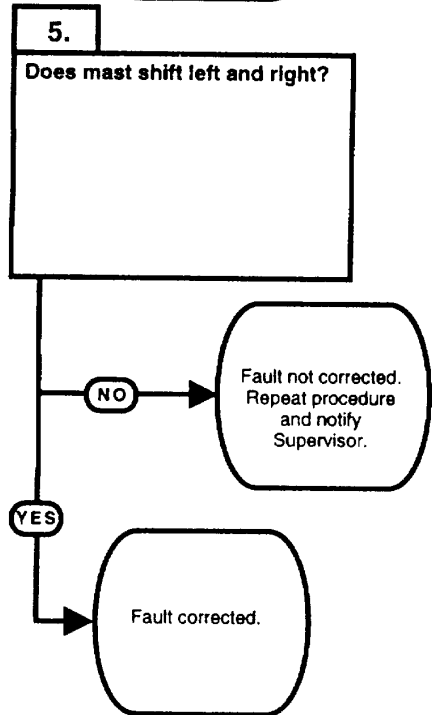 5.
Does mast shift left and right?
NO
Fault not corrected.
Repeat procedure
and notify
Supervisor.
YES
Fault corrected.